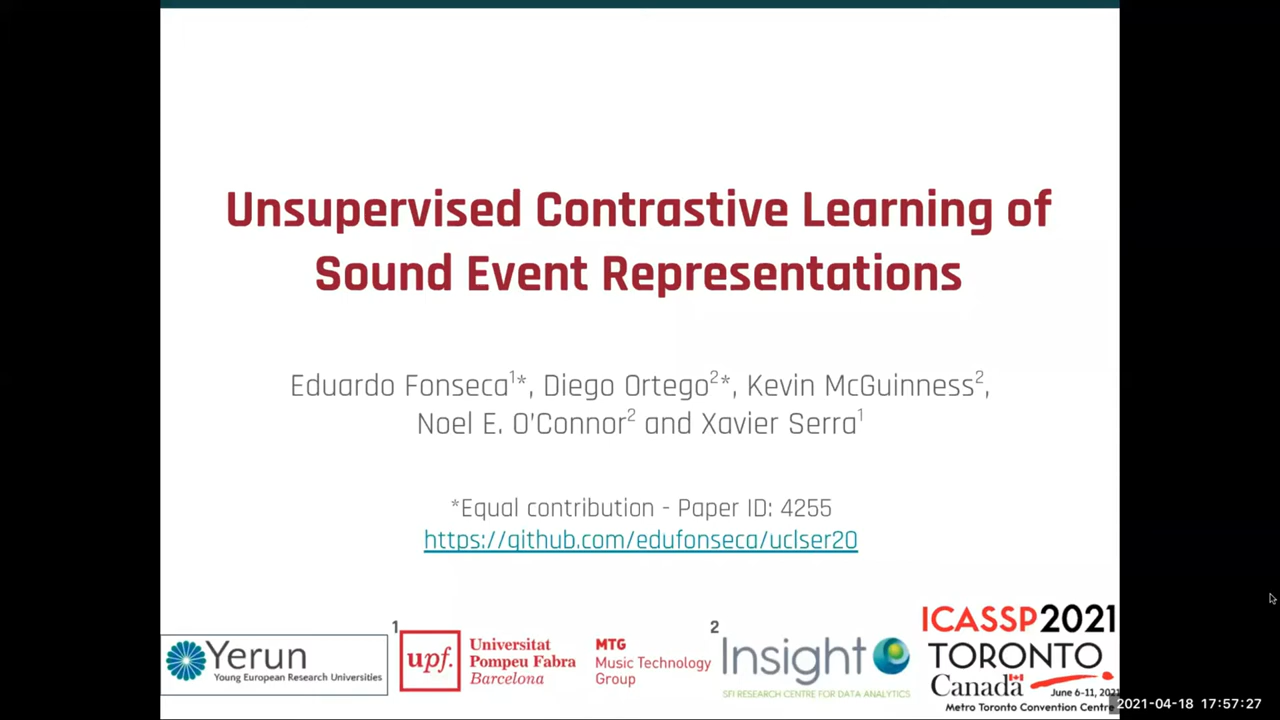 Unsupervised Contrastive Learning of
Sound Event Representations
Eduardo Fonseca¹*, Diego Ortego²*, Kevin McGuinness²,
Noel E. O'Connor² and Xavier Serra¹
*Equal contribution - Paper ID: 4255
https://github.com/edufonseca/uclser20
Yerun
Young European Research Universities
1
upf.
Universitat
Pompeu Fabra
Barcelona
MTG
Music Technology
Group
2
Insight
SFI RESEARCH CENTRE FOR DATA ANALYTICS
ICASSP2021
TORONTO
Canada
June 6-11, 2021
Metro Toronto Convention Centre
2021-04-18 17:57:27